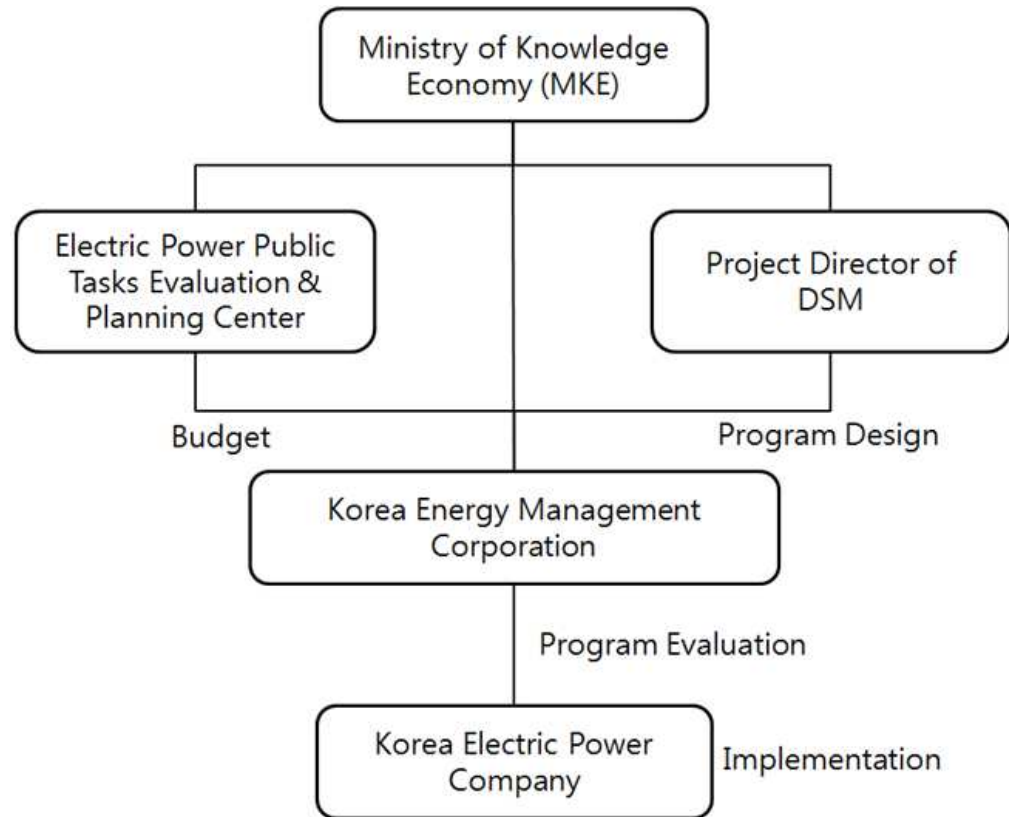 Ministry of Knowledge
Economy (MKE)
Electric Power Public
Tasks Evaluation &
Planning Center
Project Director of
DSM
Budget
Program Design
Korea Energy Management
Corporation
Program Evaluation
Korea Electric Power
Company
Implementation